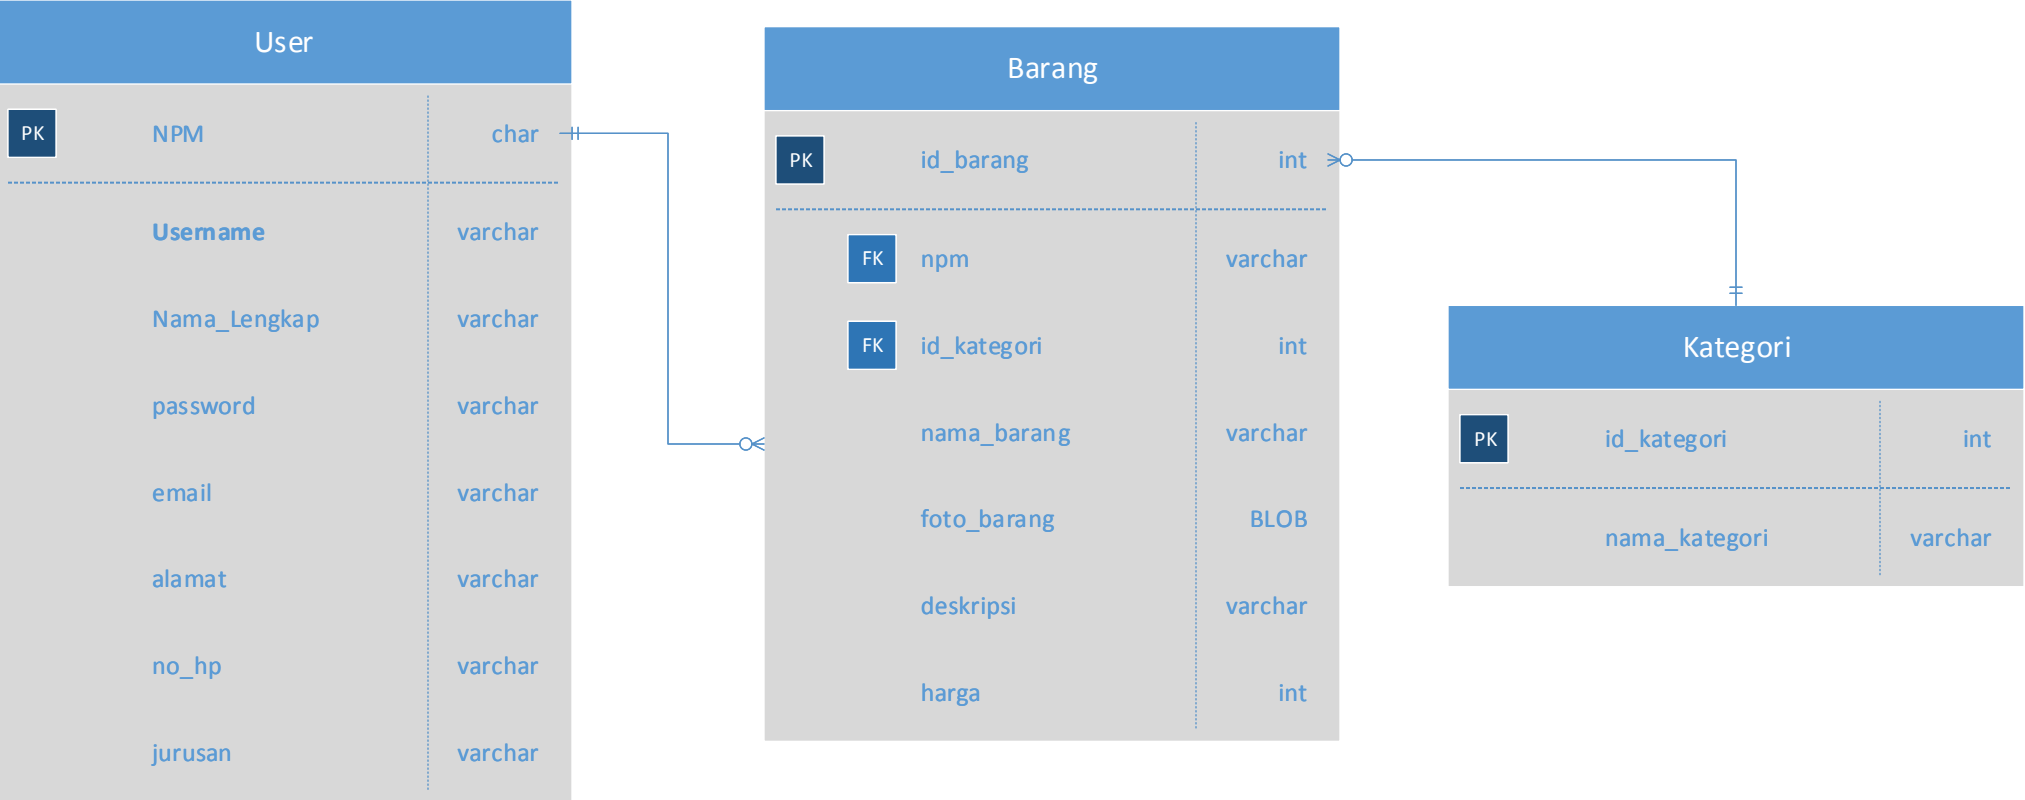 User
PK NPM char
Username varchar
Nama_Lengkap varchar
password varchar
email varchar
alamat varchar
no_hp varchar
jurusan varchar
Barang
PK id_barang int
FK npm varchar
FK id_kategori int
nama_barang varchar
foto_barang BLOB
deskripsi varchar
harga int
Kategori
PK id_kategori int
nama_kategori varchar